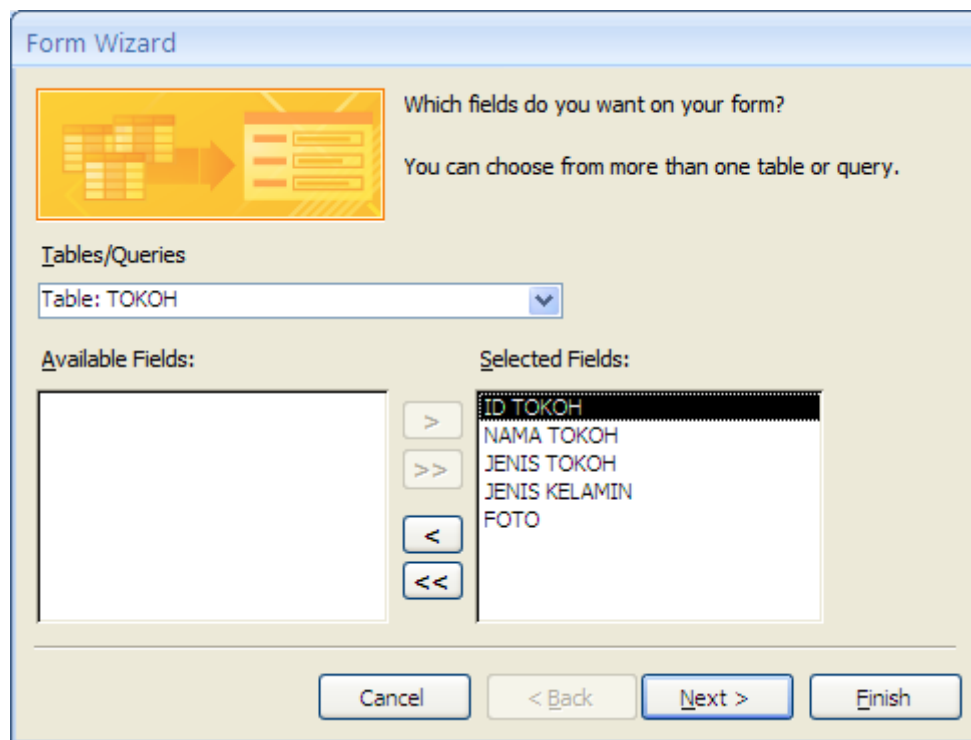 Form Wizard
Which fields do you want on your form?
You can choose from more than one table or query.
Tables/Queries
Table: TOKOH
Available Fields:
Selected Fields:
ID TOKOH
NAMA TOKOH
JENIS TOKOH
JENIS KELAMIN
FOTO
>
>>
<
<<
Cancel
< Back
Next >
Finish